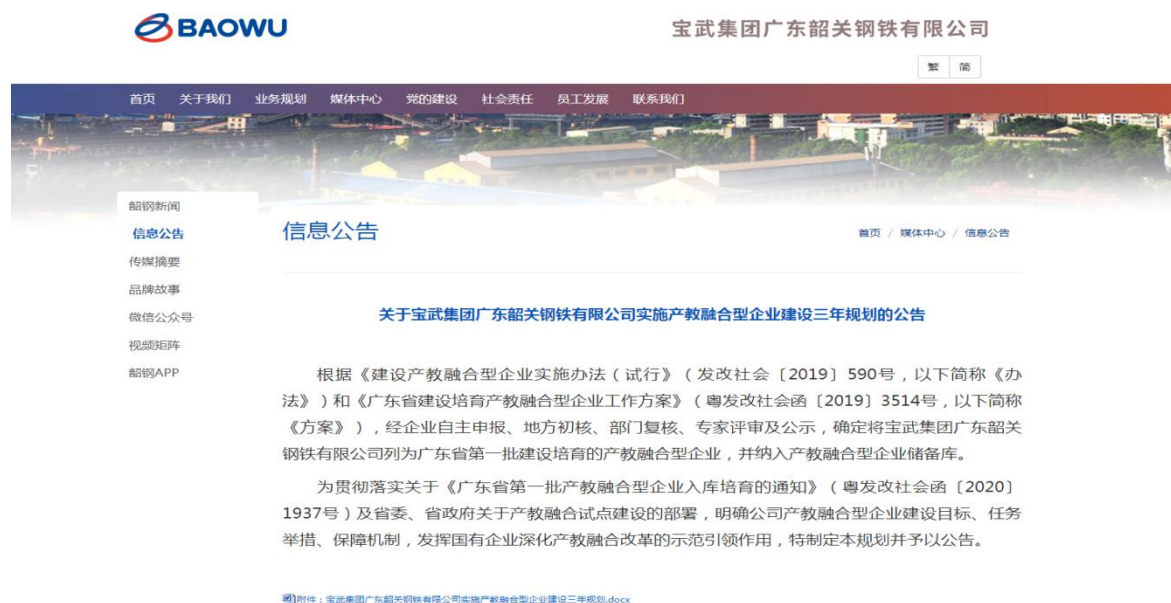 BAOWU
宝武集团广东韶关钢铁有限公司
繁 简
首页 关于我们 业务规划 媒体中心 党的建设 社会责任 员工发展 联系我们
韶钢新闻
信息公告
传媒摘要
品牌故事
微信公众号
视频矩阵
韶钢APP
信息公告
首页 / 媒体中心 / 信息公告
关于宝武集团广东韶关钢铁有限公司实施产教融合型企业建设三年规划的公告
根据《建设产教融合型企业实施办法（试行》（发改社会〔2019〕590号，以下简称《办
法》）和《广东省建设培育产教融合型企业工作方案》（粤发改社会函〔2019〕3514号，以下简称
《方案》），经企业自主申报、地方初核、部门复核、专家评审及公示，确定将宝武集团广东韶关
钢铁有限公司列为广东省第一批建设培育的产教融合型企业，并纳入产教融合型企业储备库。
为贯彻落实关于《广东省第一批产教融合型企业入库培育的通知》（粤发改社会函〔2020〕
1937号）及省委、省政府关于产教融合试点建设的部署，明确公司产教融合型企业建设目标、任务
举措、保障机制，发挥国有企业深化产教融合改革的示范引领作用，特制定本规划并予以公告。
附件：宝武集团广东韶关钢铁有限公司实施产教融合型企业建设三年规划.docx